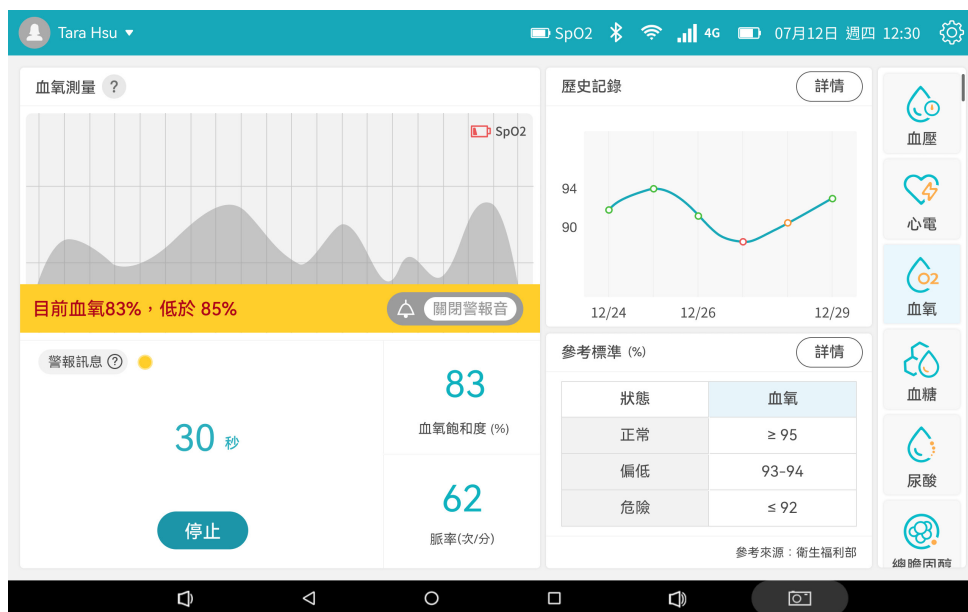 Tara Hsu
SpO2 4G 07月12日 週四 12:30
血氧測量 ?
SpO2
目前血氧83%，低於 85%
關閉警報音
警報訊息 ?
30 秒
停止
83
血氧飽和度 (%)
62
脈率(次/分)
歷史記錄 詳情
94
90
12/24 12/26 12/29
參考標準 (%) 詳情
狀態 血氧
正常 ≥ 95
偏低 93-94
危險 ≤ 92
參考來源：衛生福利部
血壓
心電
O2
血氧
血糖
尿酸
總膽固醇